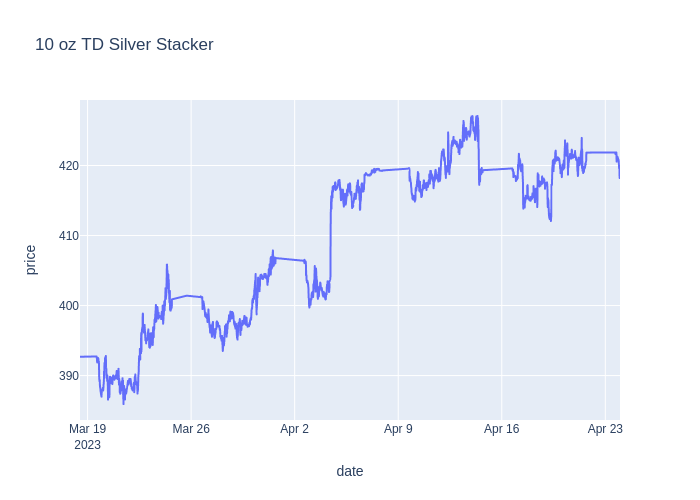 10 oz TD Silver Stacker
420
410
400
390
price
Mar 19
2023
Mar 26
Apr 2
Apr 9
Apr 16
Apr 23
date